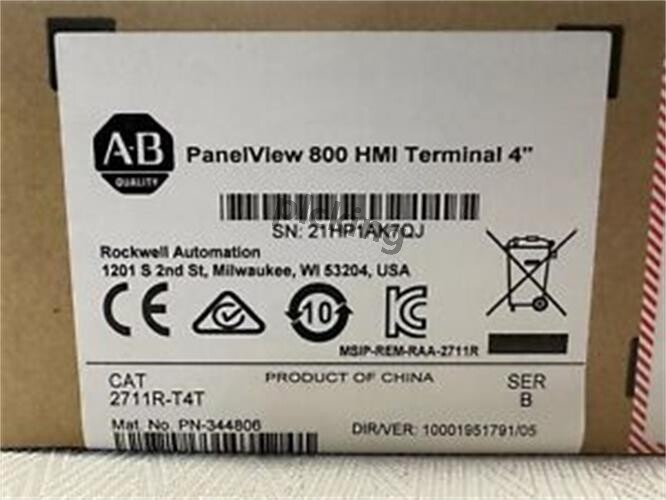 A-B
QUALITY
PanelView 800 HMI Terminal 4"
SN: 21HP1AK7QJ
Rockwell Automation
1201 S 2nd St, Milwaukee, WI 53204, USA
CE
10
MSIP-REM-RAA-2711R
CAT
PRODUCT OF CHINA
SER
2711R-T4T
B
Mat. No. PN-344806
DIR/VER: 10001951791/05